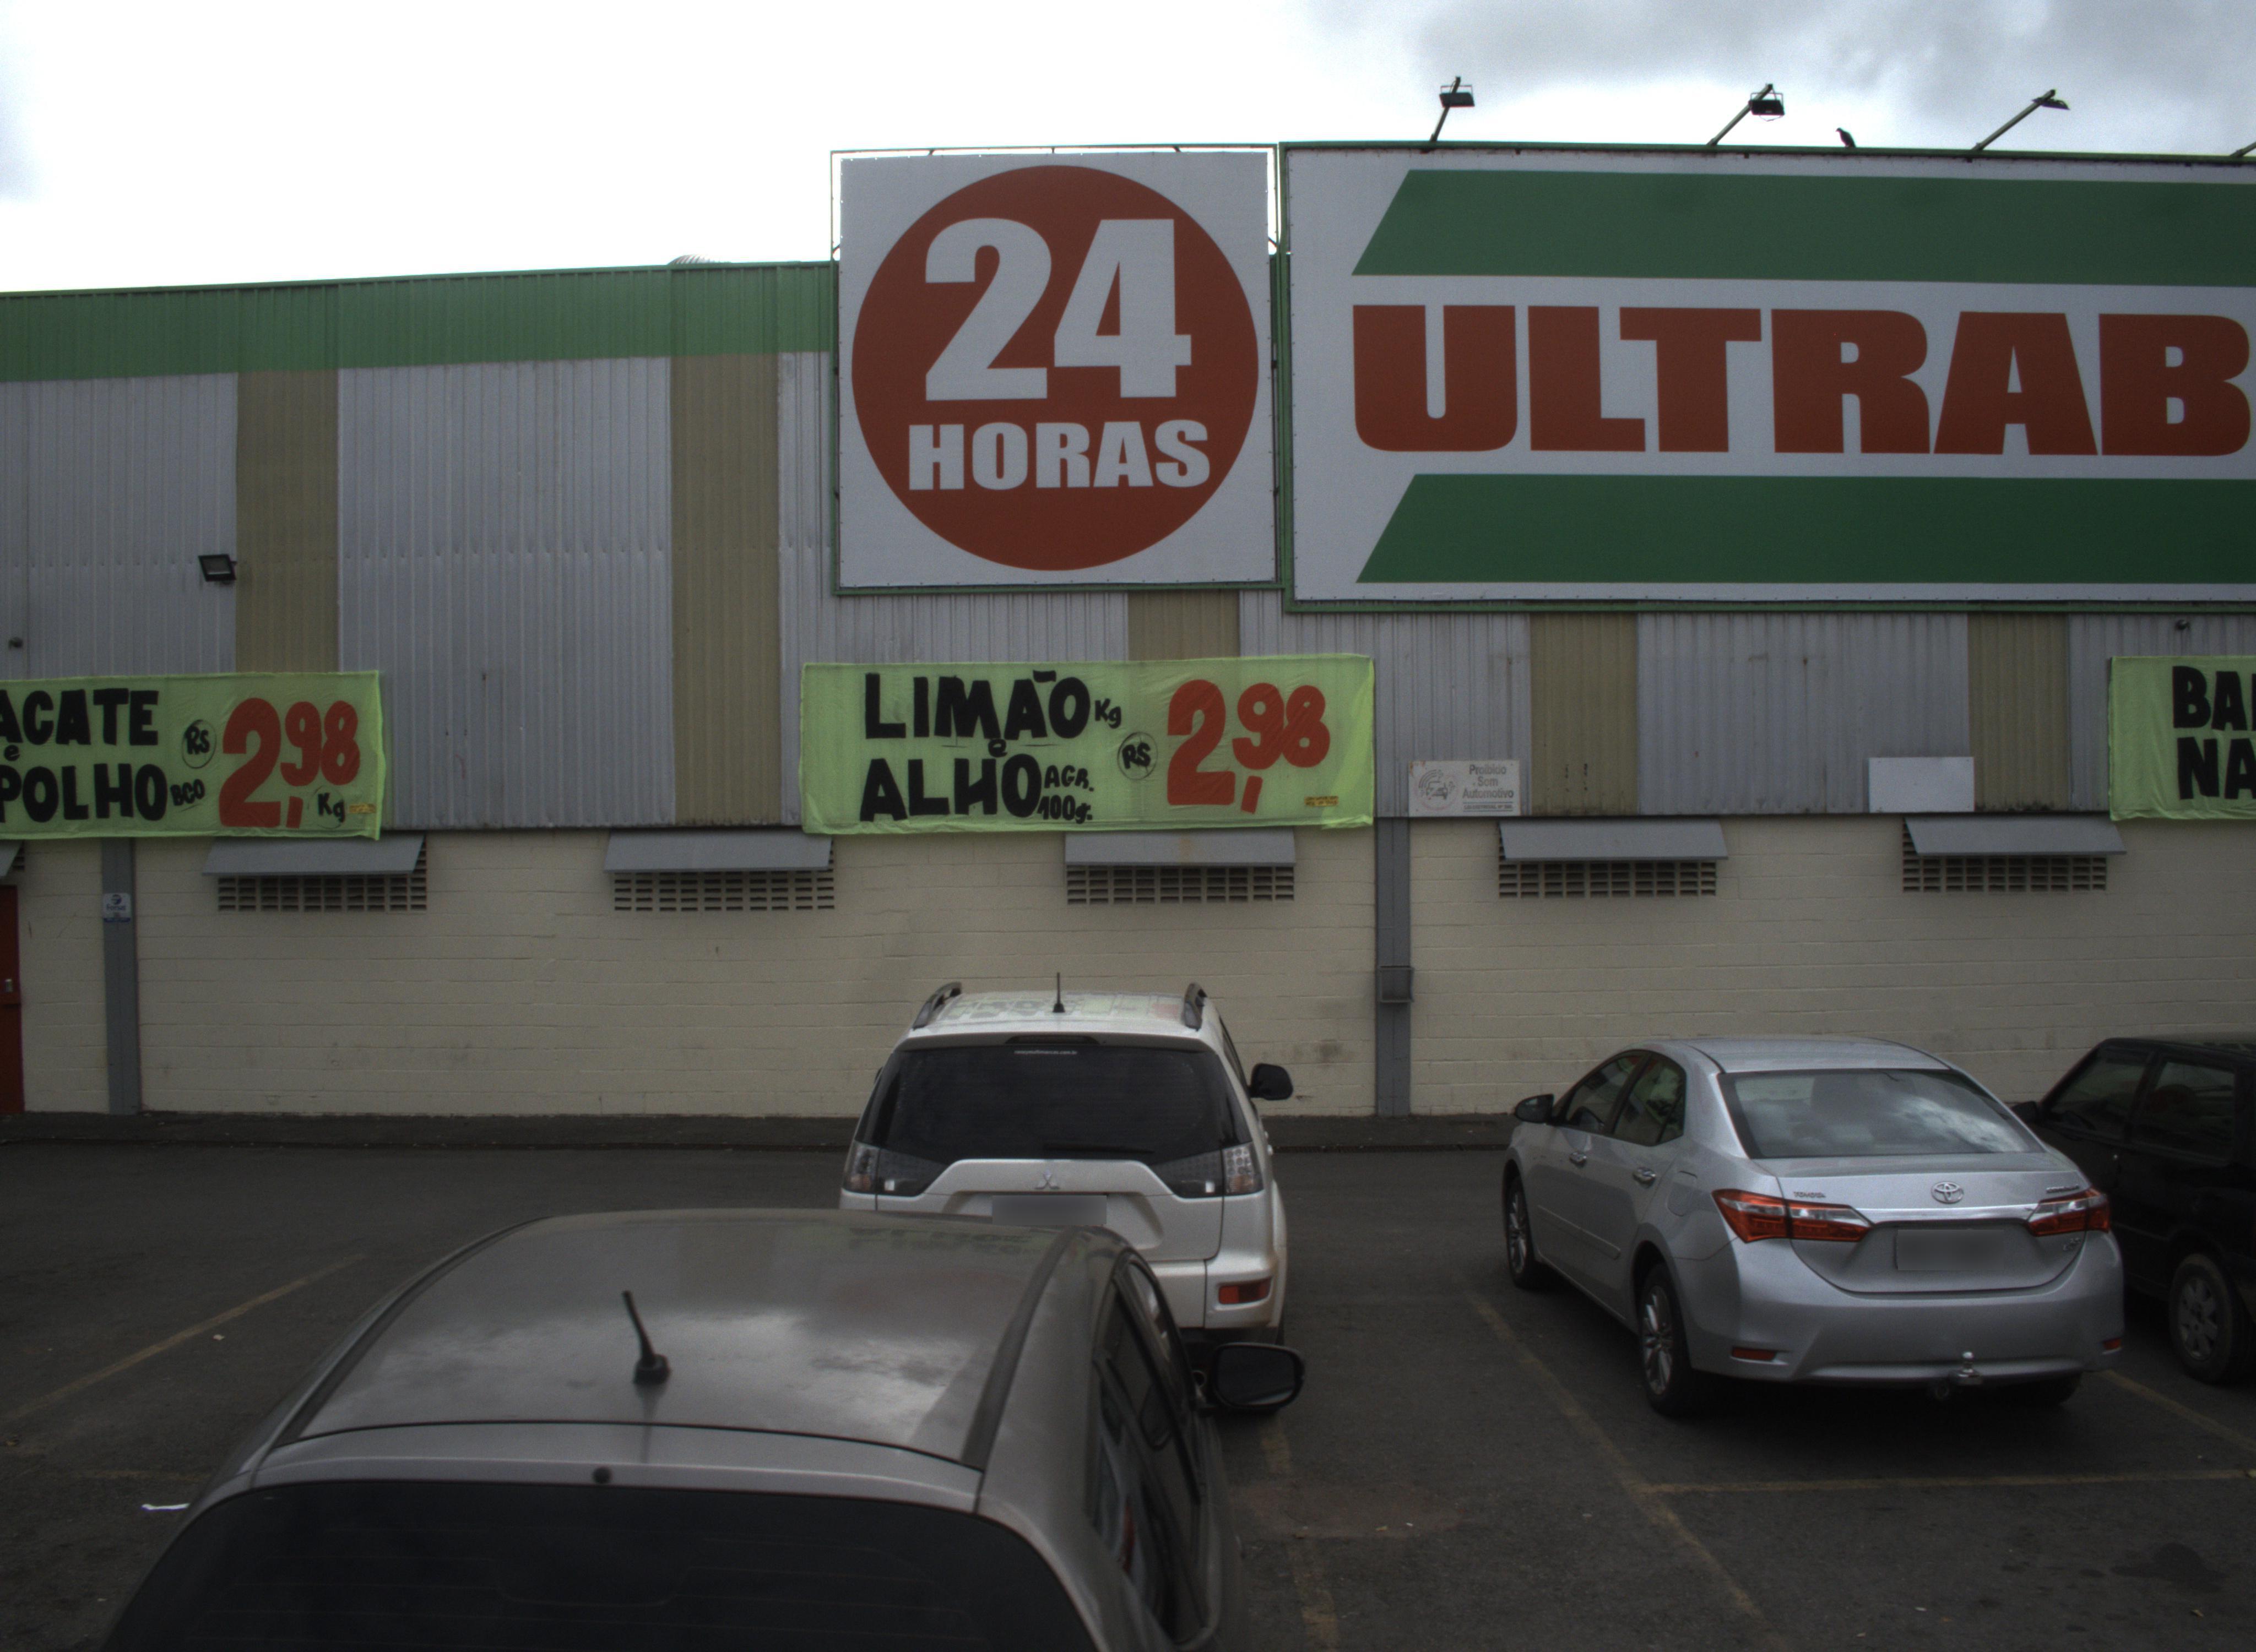 24
HORAS
ULTRAB
ACATE
e
POLHO BCO
R$ 2,98
Kg
LIMÃO Kg
e
ALHO AGR.
100g.
R$ 2,98
Proibido
Som
Automotivo
BA
NA
TOYOTA